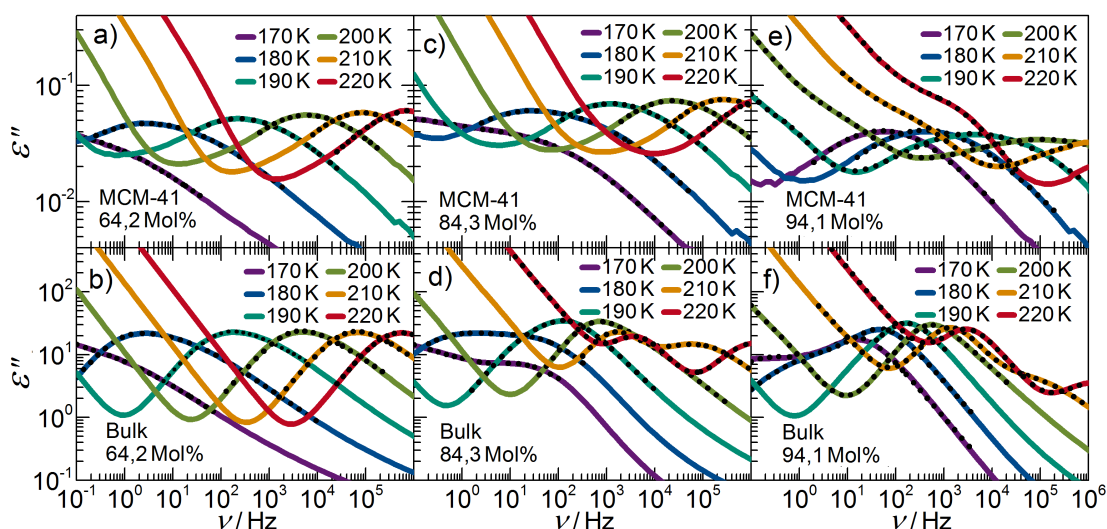 a)
170 K 200 K
180 K 210 K
190 K 220 K
MCM-41
64,2 Mol%
c)
170 K 200 K
180 K 210 K
190 K 220 K
MCM-41
84,3 Mol%
e)
170 K 200 K
180 K 210 K
190 K 220 K
MCM-41
94,1 Mol%
ε''
10⁻¹
10⁻²
b)
170 K 200 K
180 K 210 K
190 K 220 K
Bulk
64,2 Mol%
d)
170 K 200 K
180 K 210 K
190 K 220 K
Bulk
84,3 Mol%
f)
170 K 200 K
180 K 210 K
190 K 220 K
Bulk
94,1 Mol%
ε''
10²
10¹
10⁰
10⁻¹
10⁻¹ 10⁰ 10¹ 10² 10³ 10⁴ 10⁵ 10⁰ 10¹ 10² 10³ 10⁴ 10⁵ 10⁰ 10¹ 10² 10³ 10⁴ 10⁵ 10⁶
ν / Hz ν / Hz ν / Hz